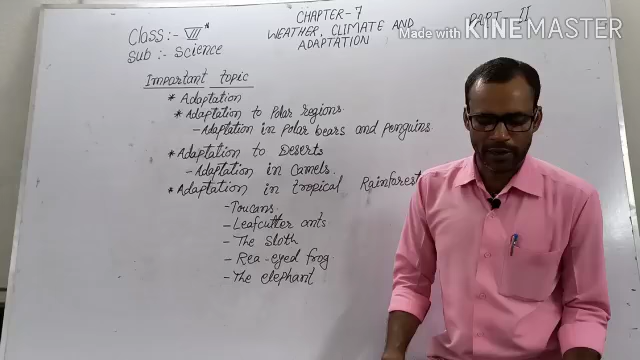 Class:- VII th
Sub :- Science
CHAPTER-7
WEATHER, CLIMATE AND
ADAPTATION
PART II
Made with KINEMASTER
Important topic
* Adaptation
* Adaptation to Polar regions.
- Adaptation in polar bears and penguins.
* Adaptation to Deserts
- Adaptation in Camels.
* Adaptation in tropical Rainforest
- Toucans.
- Leafcutter ants
- The Sloth
- Rea-eyed frog.
- The elephant